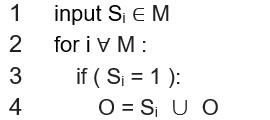 1 input Sᵢ ∈ M
2 for i ∀ M :
3 if ( Sᵢ = 1 ):
4 O = Sᵢ ∪ O